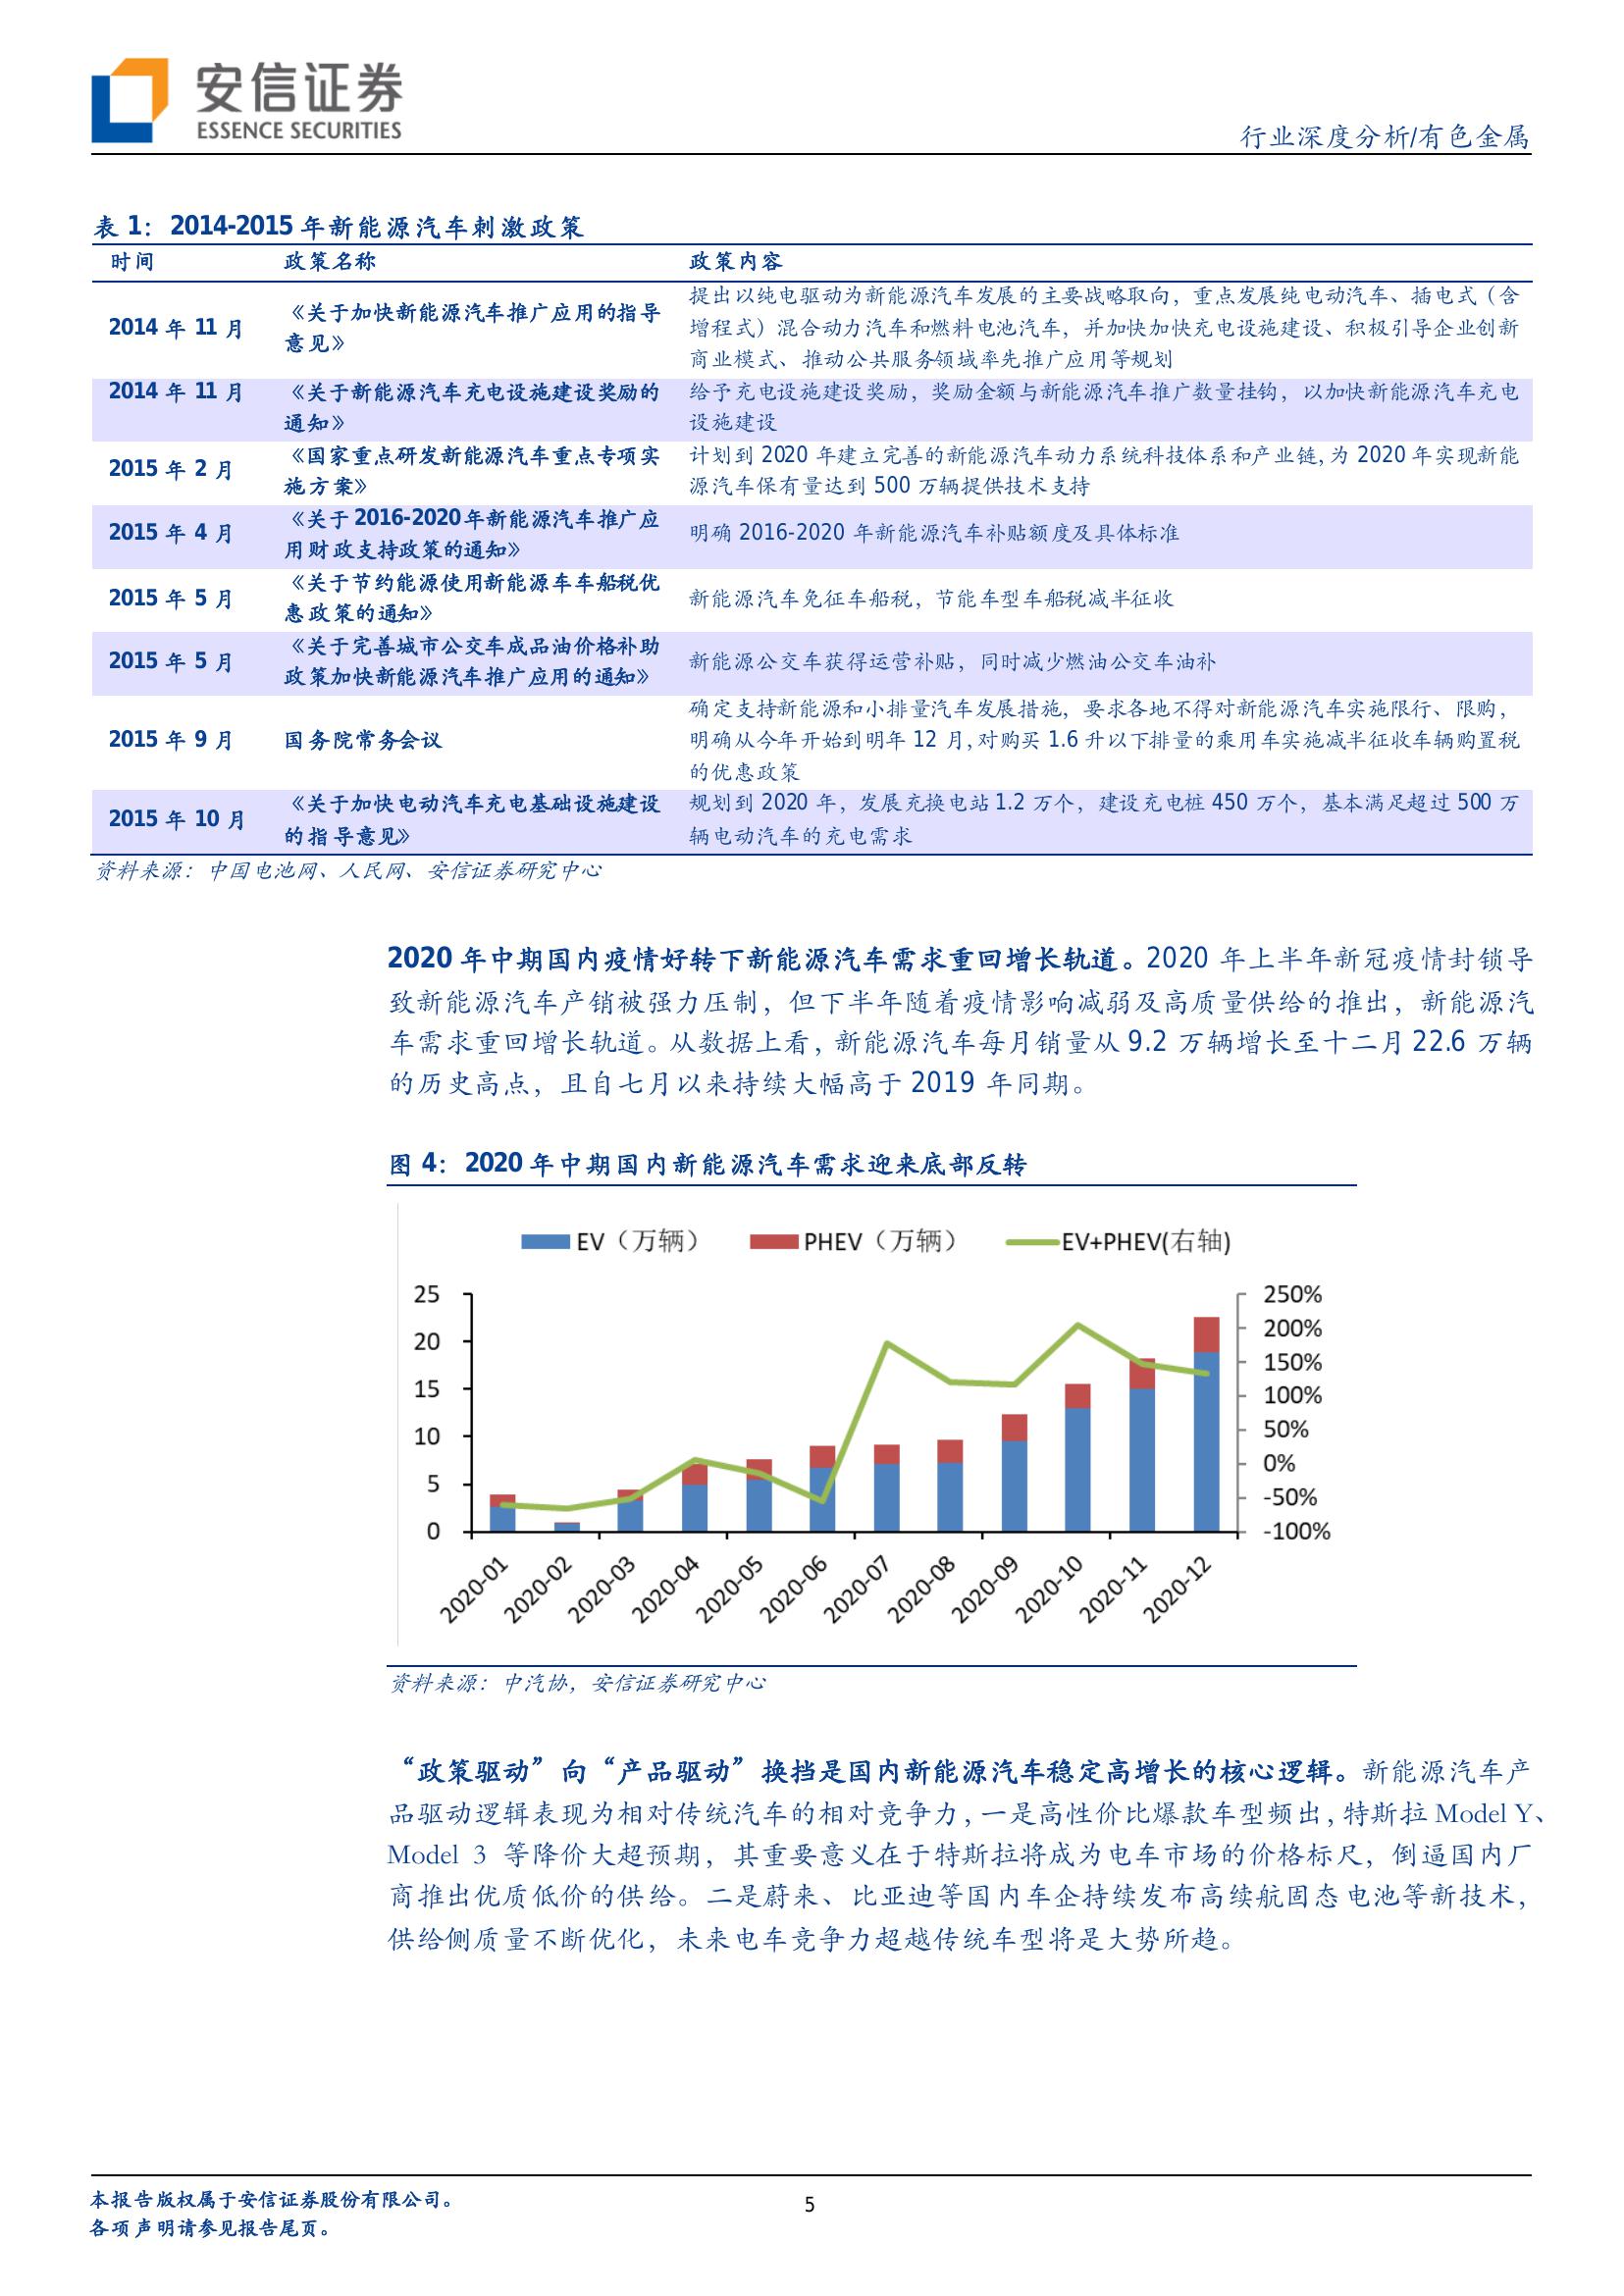 安信证券
ESSENCE SECURITIES
行业深度分析/有色金属
表 1：2014-2015 年新能源汽车刺激政策
时间 政策名称 政策内容
2014 年 11 月 《关于加快新能源汽车推广应用的指导
意见》 提出以纯电驱动为新能源汽车发展的主要战略取向，重点发展纯电动汽车、插电式（含
增程式）混合动力汽车和燃料电池汽车，并加快加快充电设施建设、积极引导企业创新
商业模式、推动公共服务领域率先推广应用等规划
2014 年 11 月 《关于新能源汽车充电设施建设奖励的
通知》 给予充电设施建设奖励，奖励金额与新能源汽车推广数量挂钩，以加快新能源汽车充电
设施建设
2015 年 2 月 《国家重点研发新能源汽车重点专项实
施方案》 计划到 2020 年建立完善的新能源汽车动力系统科技体系和产业链,为 2020 年实现新能
源汽车保有量达到 500 万辆提供技术支持
2015 年 4 月 《关于 2016-2020 年新能源汽车推广应
用财政支持政策的通知》 明确 2016-2020 年新能源汽车补贴额度及具体标准
2015 年 5 月 《关于节约能源使用新能源车车船税优
惠政策的通知》 新能源汽车免征车船税，节能车型车船税减半征收
2015 年 5 月 《关于完善城市公交车成品油价格补助
政策加快新能源汽车推广应用的通知》 新能源公交车获得运营补贴，同时减少燃油公交车油补
2015 年 9 月 国务院常务会议 确定支持新能源和小排量汽车发展措施，要求各地不得对新能源汽车实施限行、限购，
明确从今年开始到明年 12 月,对购买 1.6 升以下排量的乘用车实施减半征收车辆购置税
的优惠政策
2015 年 10 月 《关于加快电动汽车充电基础设施建设
的指导意见》 规划到 2020 年，发展充换电站 1.2 万个，建设充电桩 450 万个，基本满足超过 500 万
辆电动汽车的充电需求
资料来源：中国电池网、人民网、安信证券研究中心
2020 年中期国内疫情好转下新能源汽车需求重回增长轨道。2020 年上半年新冠疫情封锁导
致新能源汽车产销被强力压制，但下半年随着疫情影响减弱及高质量供给的推出，新能源汽
车需求重回增长轨道。从数据上看，新能源汽车每月销量从 9.2 万辆增长至十二月 22.6 万辆
的历史高点，且自七月以来持续大幅高于 2019 年同期。
图 4：2020 年中期国内新能源汽车需求迎来底部反转
EV（万辆） PHEV（万辆） EV+PHEV(右轴)
25 250%
20 200%
15 150%
10 100%
5 50%
0 0%
-50%
-100%
2020-01 2020-02 2020-03 2020-04 2020-05 2020-06 2020-07 2020-08 2020-09 2020-10 2020-11 2020-12
资料来源：中汽协，安信证券研究中心
“政策驱动”向“产品驱动”换挡是国内新能源汽车稳定高增长的核心逻辑。新能源汽车产
品驱动逻辑表现为相对传统汽车的相对竞争力，一是高性价比爆款车型频出，特斯拉 Model Y、
Model 3 等降价大超预期，其重要意义在于特斯拉将成为电车市场的价格标尺，倒逼国内厂
商推出优质低价的供给。二是蔚来、比亚迪等国内车企持续发布高续航固态电池等新技术，
供给侧质量不断优化，未来电车竞争力超越传统车型将是大势所趋。
本报告版权属于安信证券股份有限公司。
各项声明请参见报告尾页。
5